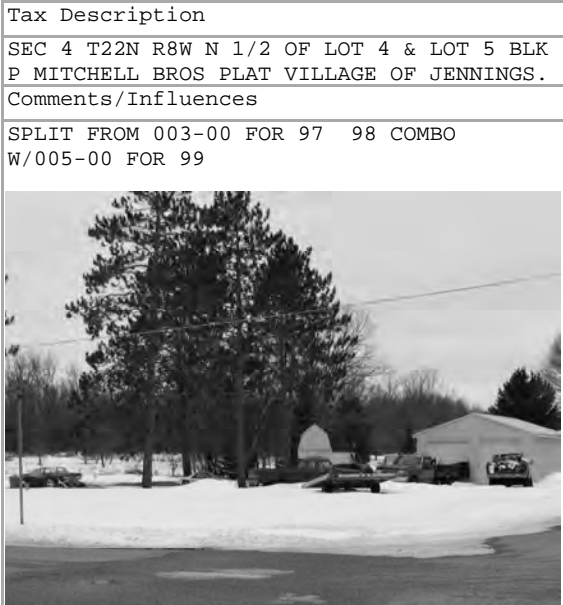 Tax Description
SEC 4 T22N R8W N 1/2 OF LOT 4 & LOT 5 BLK
P MITCHELL BROS PLAT VILLAGE OF JENNINGS.
Comments/Influences
SPLIT FROM 003-00 FOR 97  98 COMBO
W/005-00 FOR 99